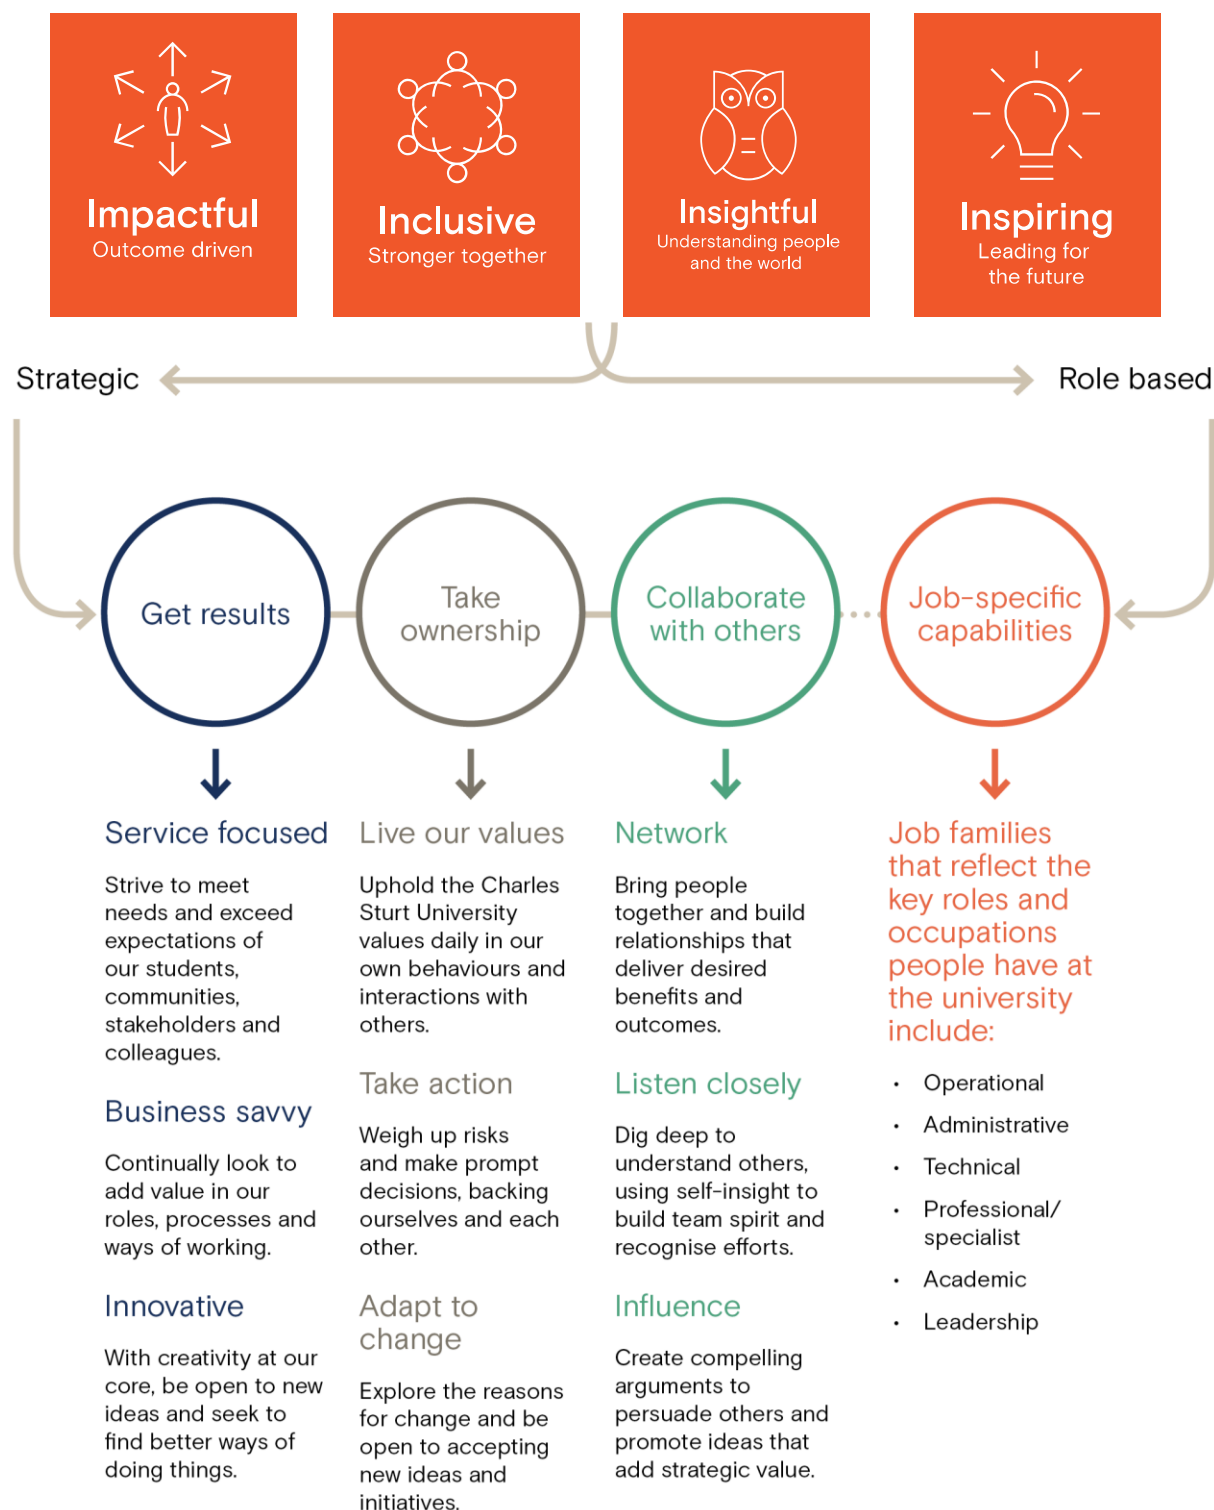 Impactful
Outcome driven
Inclusive
Stronger together
Insightful
Understanding people
and the world
Inspiring
Leading for
the future
Strategic
Role based
Get results
Take
ownership
Collaborate
with others
Job-specific
capabilities
Service focused
Strive to meet
needs and exceed
expectations of
our students,
communities,
stakeholders and
colleagues.
Business savvy
Continually look to
add value in our
roles, processes and
ways of working.
Innovative
With creativity at our
core, be open to new
ideas and seek to
find better ways of
doing things.
Live our values
Uphold the Charles
Sturt University
values daily in our
own behaviours and
interactions with
others.
Take action
Weigh up risks
and make prompt
decisions, backing
ourselves and each
other.
Adapt to
change
Explore the reasons
for change and be
open to accepting
new ideas and
initiatives.
Network
Bring people
together and build
relationships that
deliver desired
benefits and
outcomes.
Listen closely
Dig deep to
understand others,
using self-insight to
build team spirit and
recognise efforts.
Influence
Create compelling
arguments to
persuade others and
promote ideas that
add strategic value.
Job families
that reflect the
key roles and
occupations
people have at
the university
include:
• Operational
• Administrative
• Technical
• Professional/
specialist
• Academic
• Leadership